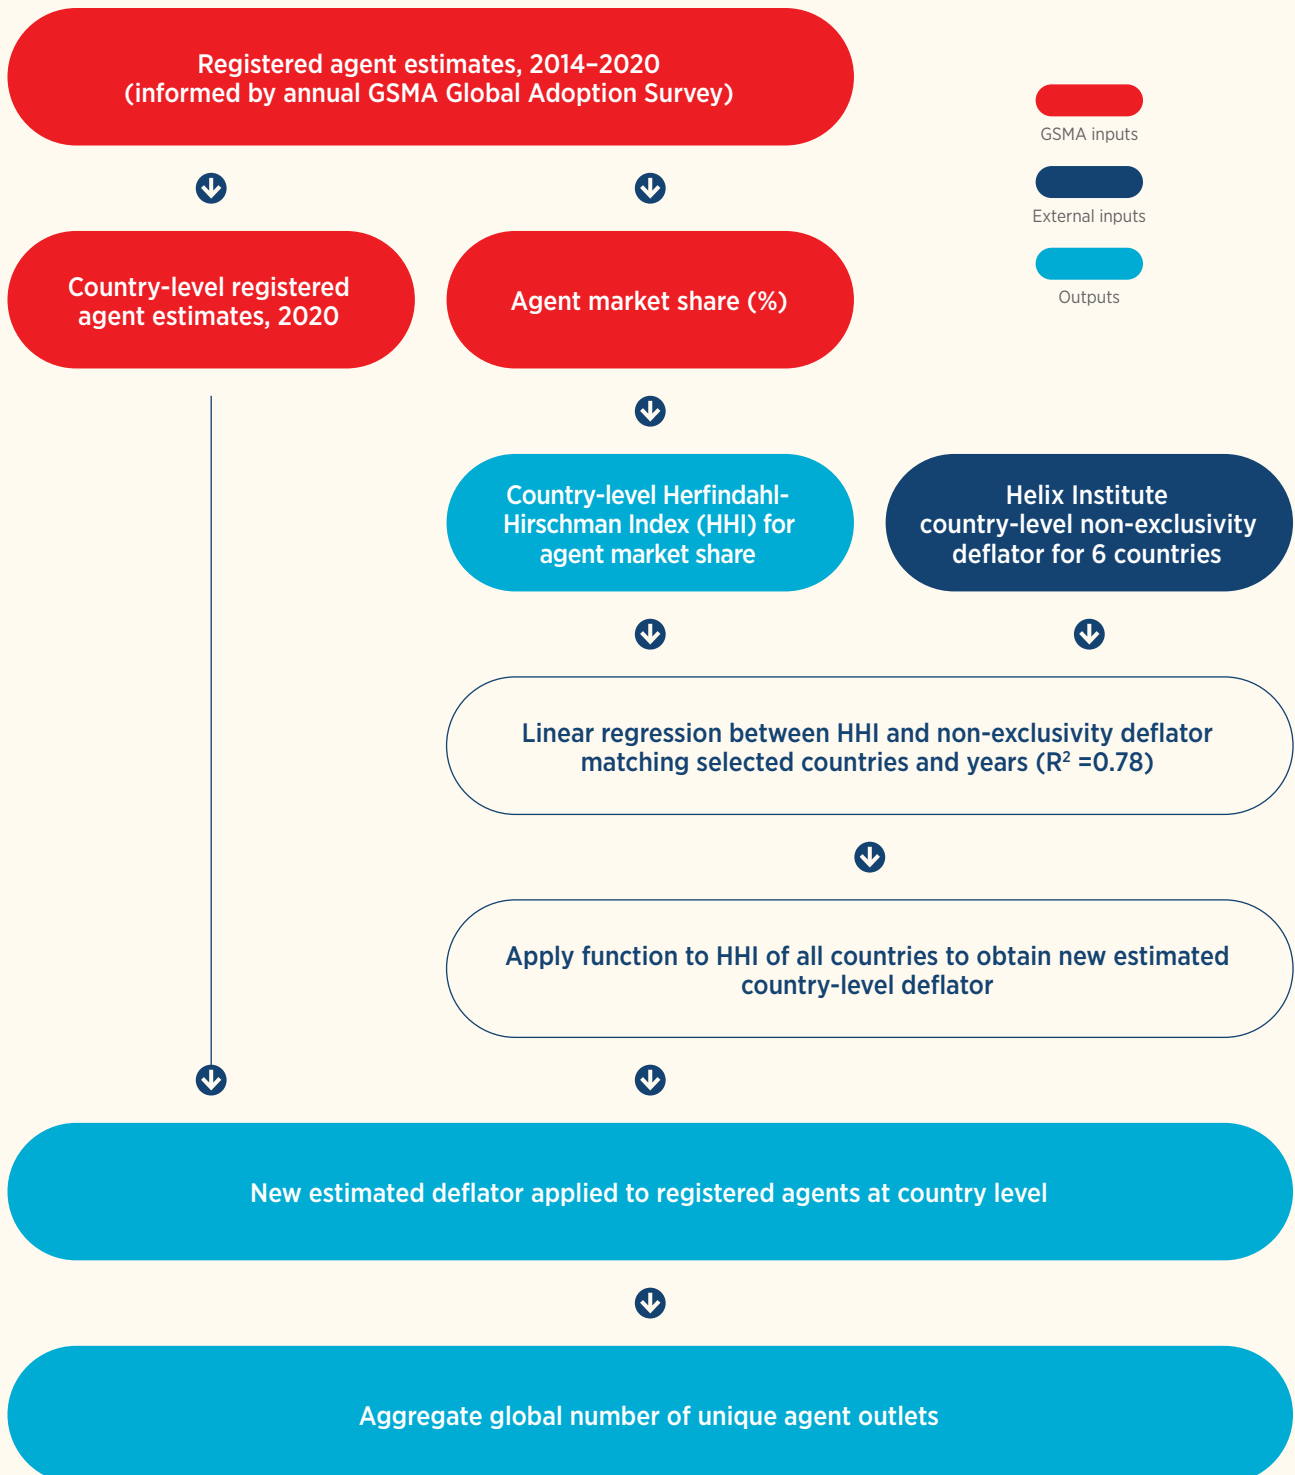 Registered agent estimates, 2014–2020
(informed by annual GSMA Global Adoption Survey)
GSMA inputs
External inputs
Outputs
Country-level registered
agent estimates, 2020
Agent market share (%)
Country-level Herfindahl-
Hirschman Index (HHI) for
agent market share
Helix Institute
country-level non-exclusivity
deflator for 6 countries
Linear regression between HHI and non-exclusivity deflator
matching selected countries and years (R² =0.78)
Apply function to HHI of all countries to obtain new estimated
country-level deflator
New estimated deflator applied to registered agents at country level
Aggregate global number of unique agent outlets